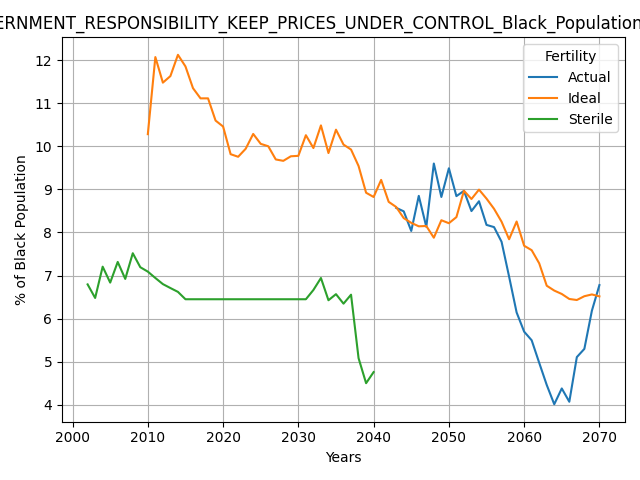 ERNMENT_RESPONSIBILITY_KEEP_PRICES_UNDER_CONTROL_Black_Population
Fertility
Actual
Ideal
Sterile
% of Black Population
12
11
10
9
8
7
6
5
4
2000 2010 2020 2030 2040 2050 2060 2070
Years